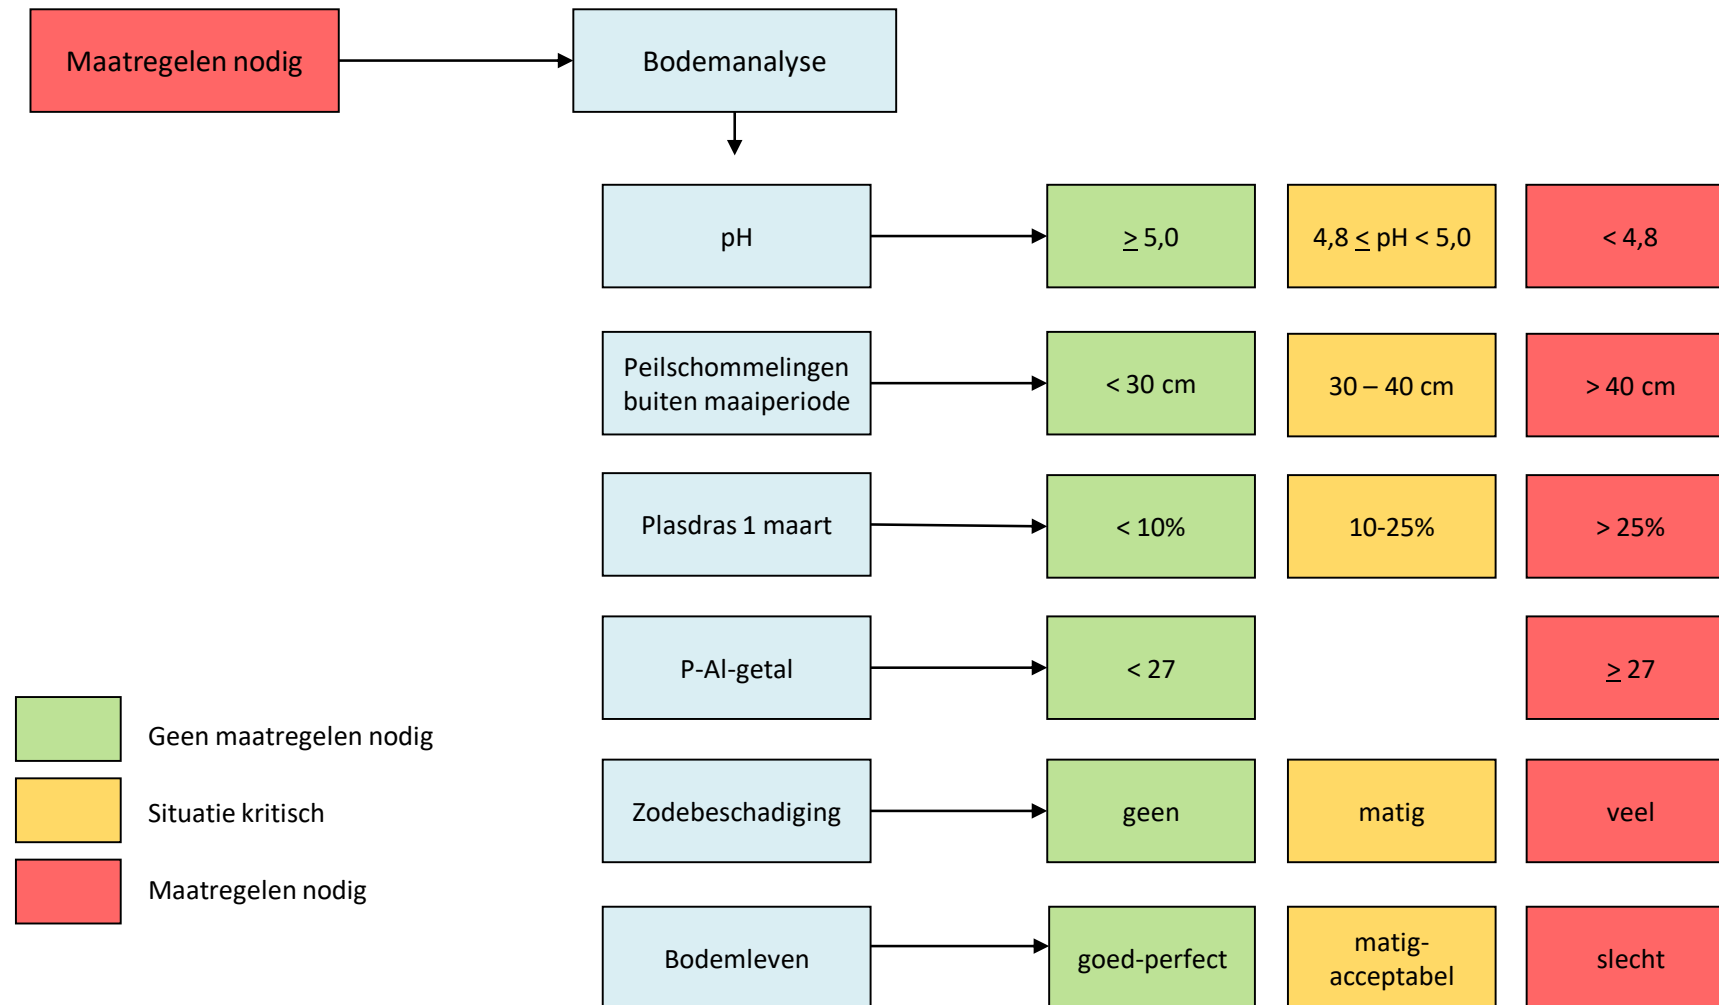 Maatregelen nodig
Bodemanalyse
pH
≥ 5,0
4,8 ≤ pH < 5,0
< 4,8
Peilschommelingen
buiten maaiperiode
< 30 cm
30 – 40 cm
> 40 cm
Plasdras 1 maart
< 10%
10-25%
> 25%
P-Al-getal
< 27
≥ 27
Zodebeschadiging
geen
matig
veel
Bodemleven
goed-perfect
matig-
acceptabel
slecht
Geen maatregelen nodig
Situatie kritisch
Maatregelen nodig